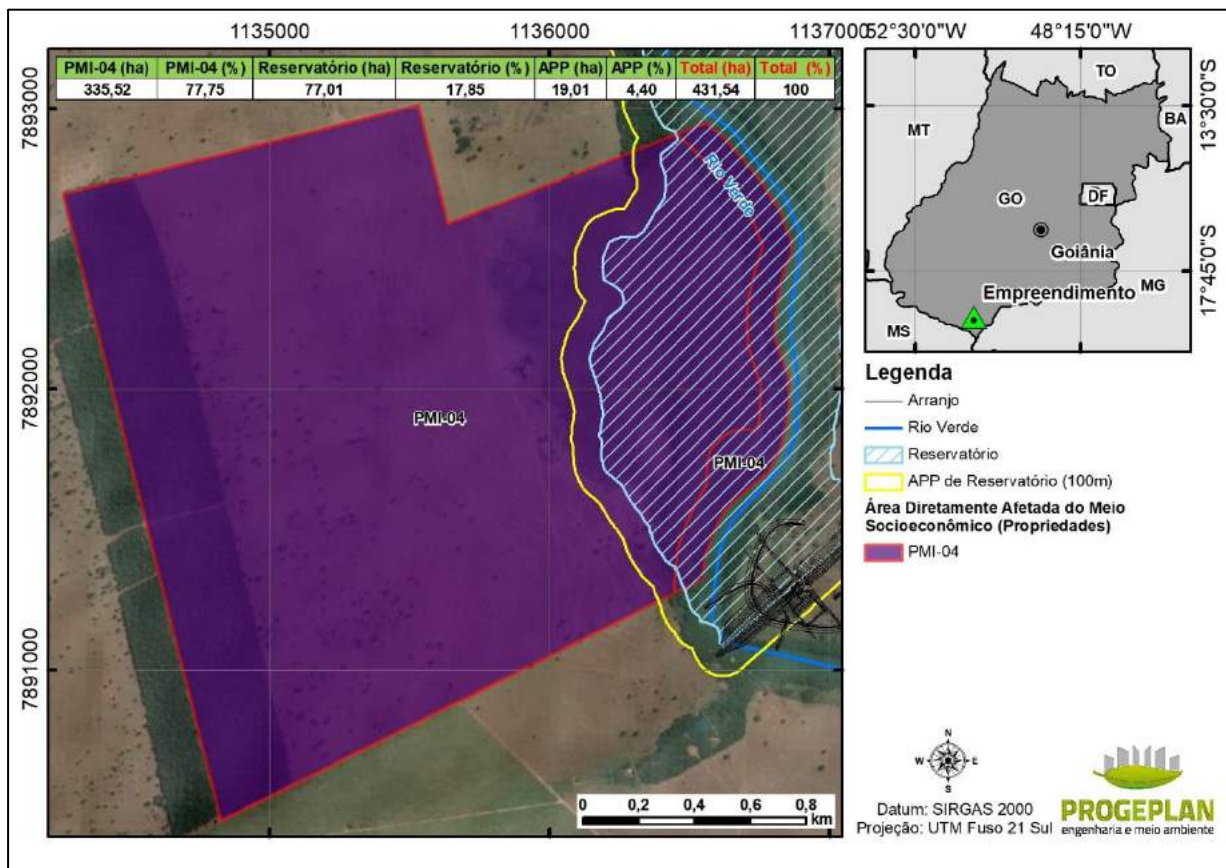 1135000 1136000 1137000
PMI-04 (ha) PMI-04 (%) Reservatório (ha) Reservatório (%) APP (ha) APP (%) Total (ha) Total (%)
335,52 77,75 77,01 17,85 19,01 4,40 431,54 100
7893000
7892000
7891000
Rio Verde
PMI-04
PMI-04
0 0,2 0,4 0,6 0,8
km
52°30'0"W 48°15'0"W
13°30'0"S
17°45'0"S
TO
MT
BA
GO
DF
Goiânia
MG
Empreendimento
MS
Legenda
Arranjo
Rio Verde
Reservatório
APP de Reservatório (100m)
Área Diretamente Afetada do Meio
Socioeconômico (Propriedades)
PMI-04
N
W E
S
Datum: SIRGAS 2000
Projeção: UTM Fuso 21 Sul
PROGEPLAN
engenharia e meio ambiente